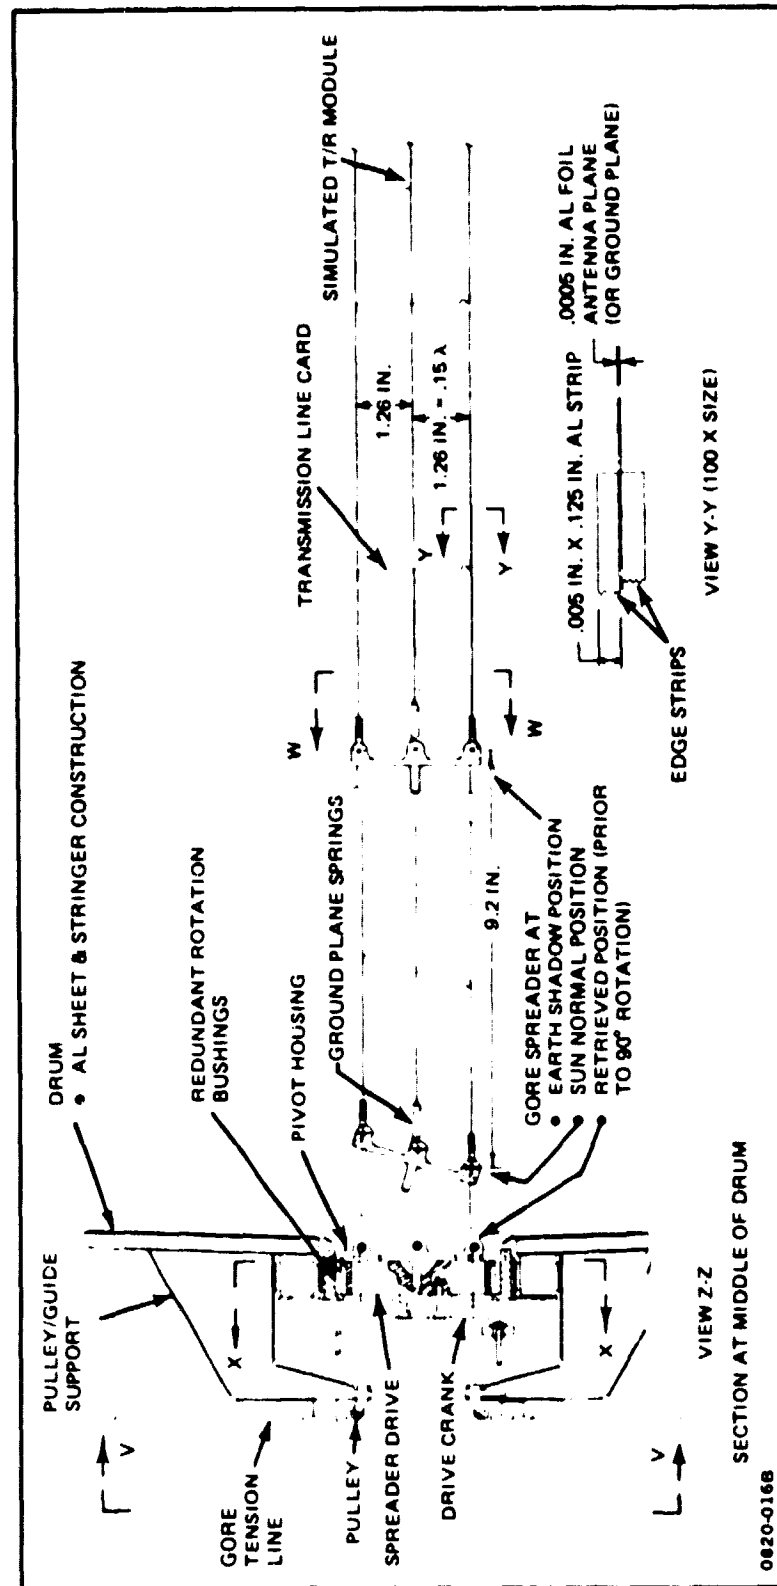 DRUM
• AL SHEET & STRINGER CONSTRUCTION
PULLEY/GUIDE
SUPPORT
REDUNDANT ROTATION
BUSHINGS
PIVOT HOUSING
GROUND PLANE SPRINGS
TRANSMISSION LINE CARD
SIMULATED T/R MODULE
V
GORE
TENSION
LINE
X
W
1.26 IN.
1.26 IN. = .15 λ
Y
Y
PULLEY
SPREADER DRIVE
DRIVE CRANK
X
W
9.2 IN.
GORE SPREADER AT
• EARTH SHADOW POSITION
• SUN NORMAL POSITION
• RETRIEVED POSITION (PRIOR
TO 90° ROTATION)
.005 IN. X .125 IN. AL STRIP
.0005 IN. AL FOIL
ANTENNA PLANE
(OR GROUND PLANE)
EDGE STRIPS
VIEW Y-Y (100 X SIZE)
V
VIEW Z-Z
SECTION AT MIDDLE OF DRUM
0820-016B